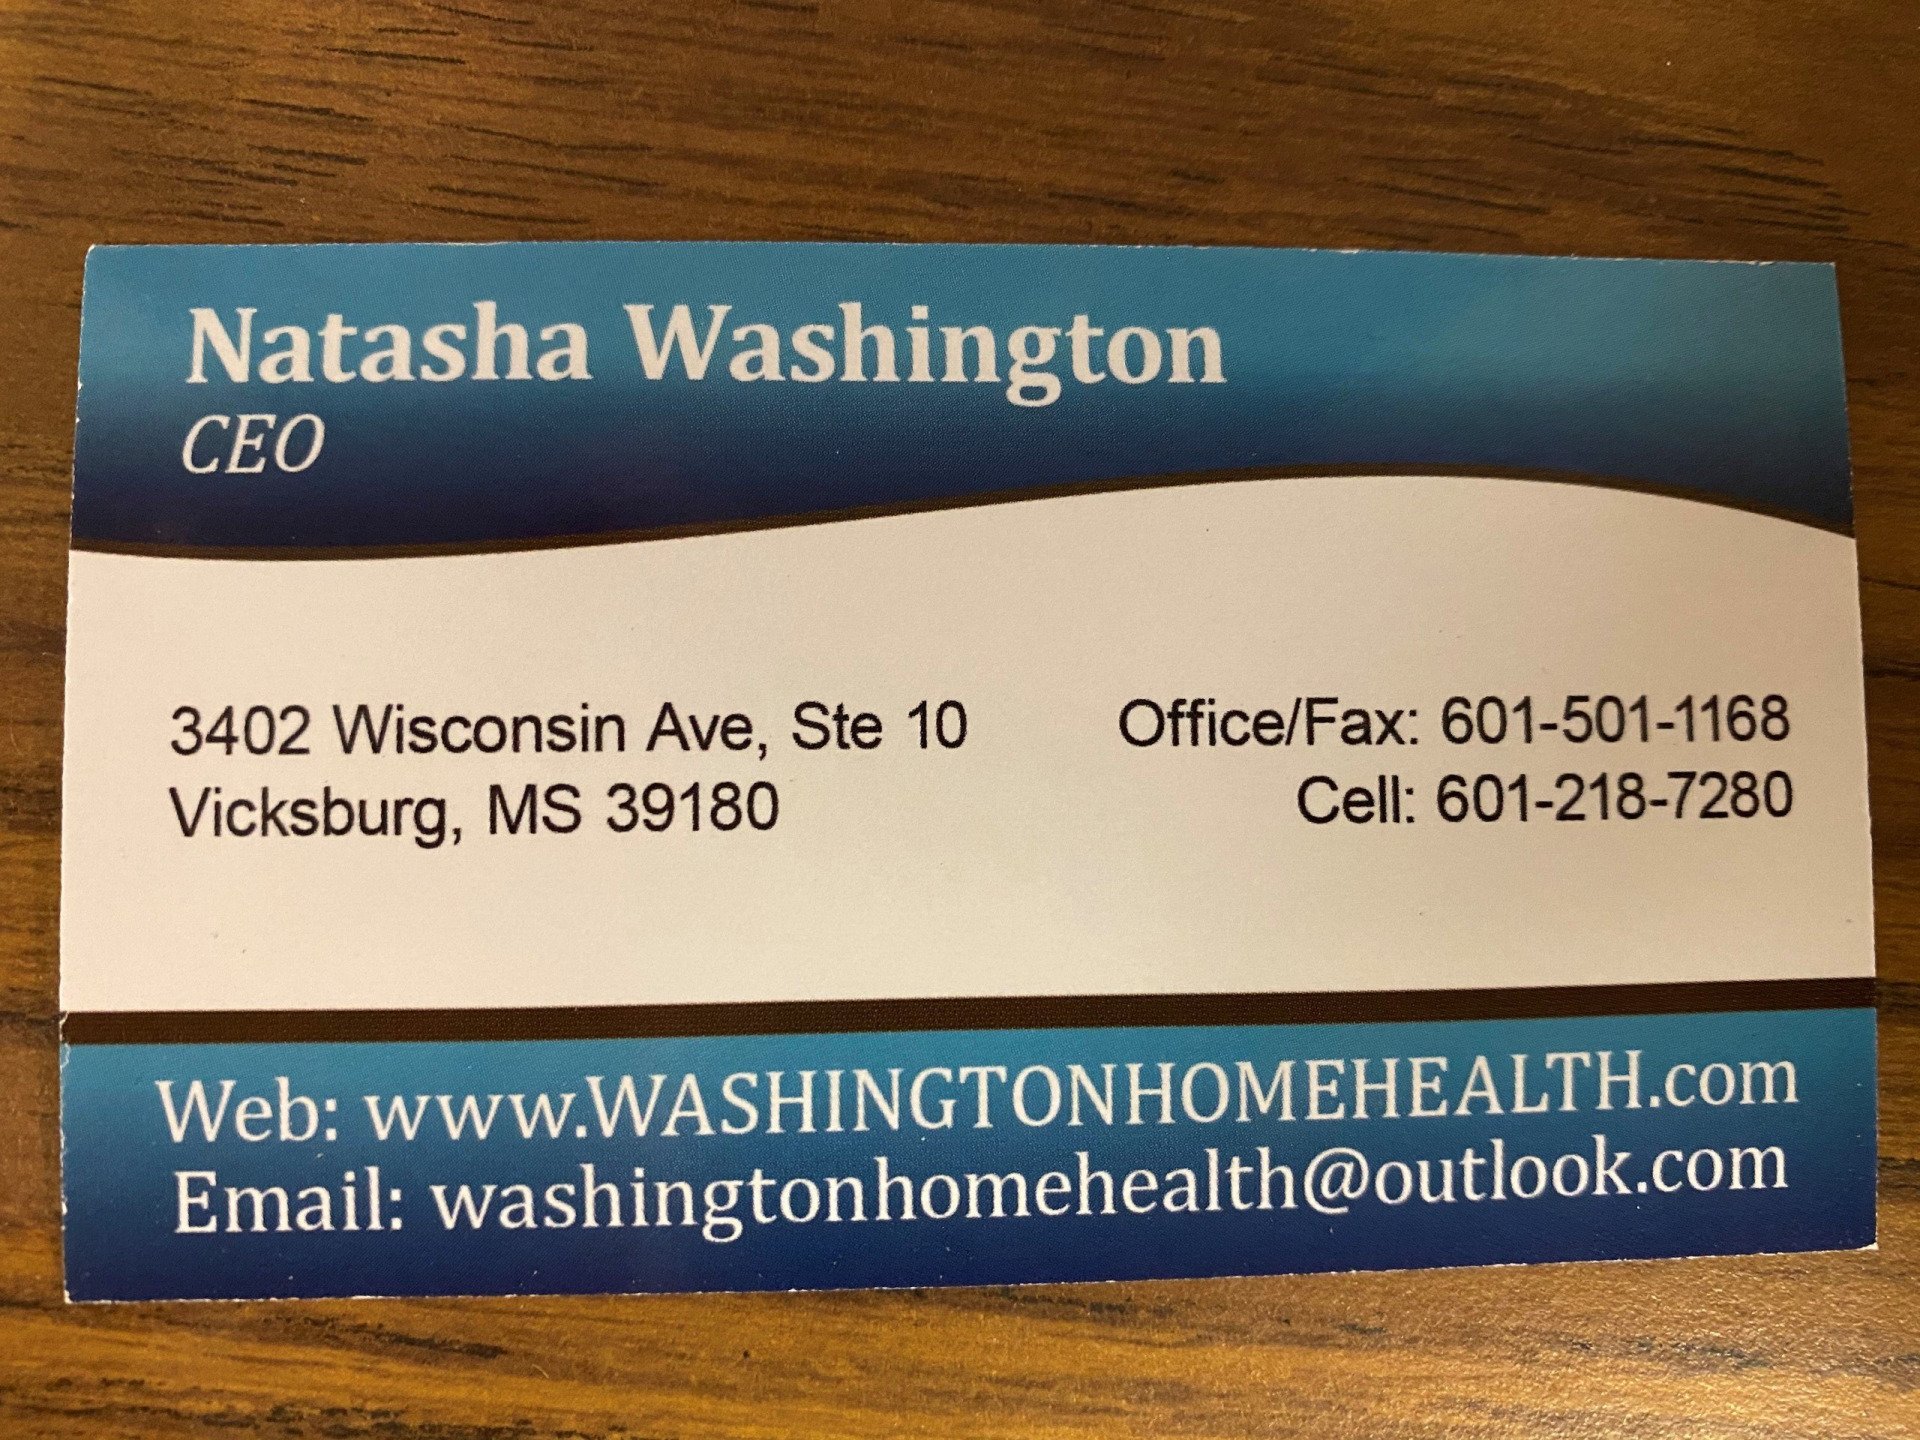 Natasha Washington
CEO
3402 Wisconsin Ave, Ste 10
Vicksburg, MS 39180
Office/Fax: 601-501-1168
Cell: 601-218-7280
Web: www.WASHINGTONHOMEHEALTH.com
Email: washingtonhomehealth@outlook.com